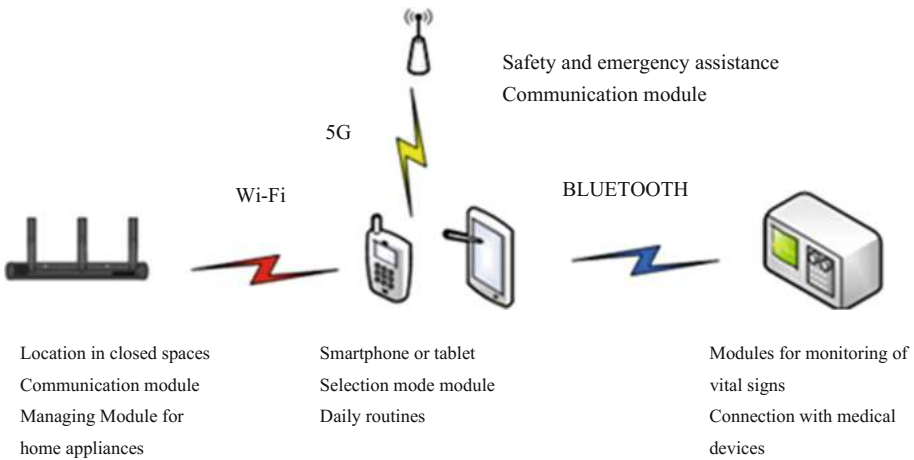 Safety and emergency assistance
Communication module
5G
Wi-Fi
BLUETOOTH
Location in closed spaces
Communication module
Managing Module for
home appliances
Smartphone or tablet
Selection mode module
Daily routines
Modules for monitoring of
vital signs
Connection with medical
devices